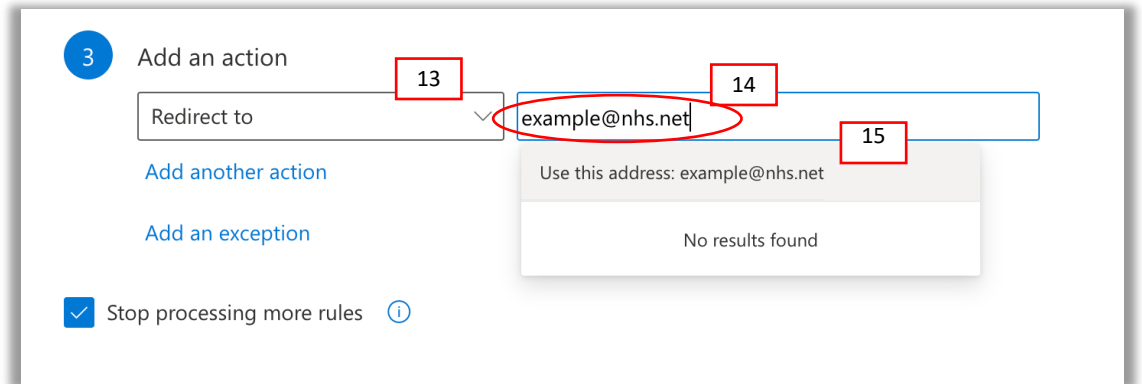 3 Add an action
13
14
Redirect to
example@nhs.net
15
Add another action
Use this address: example@nhs.net
Add an exception
No results found
Stop processing more rules